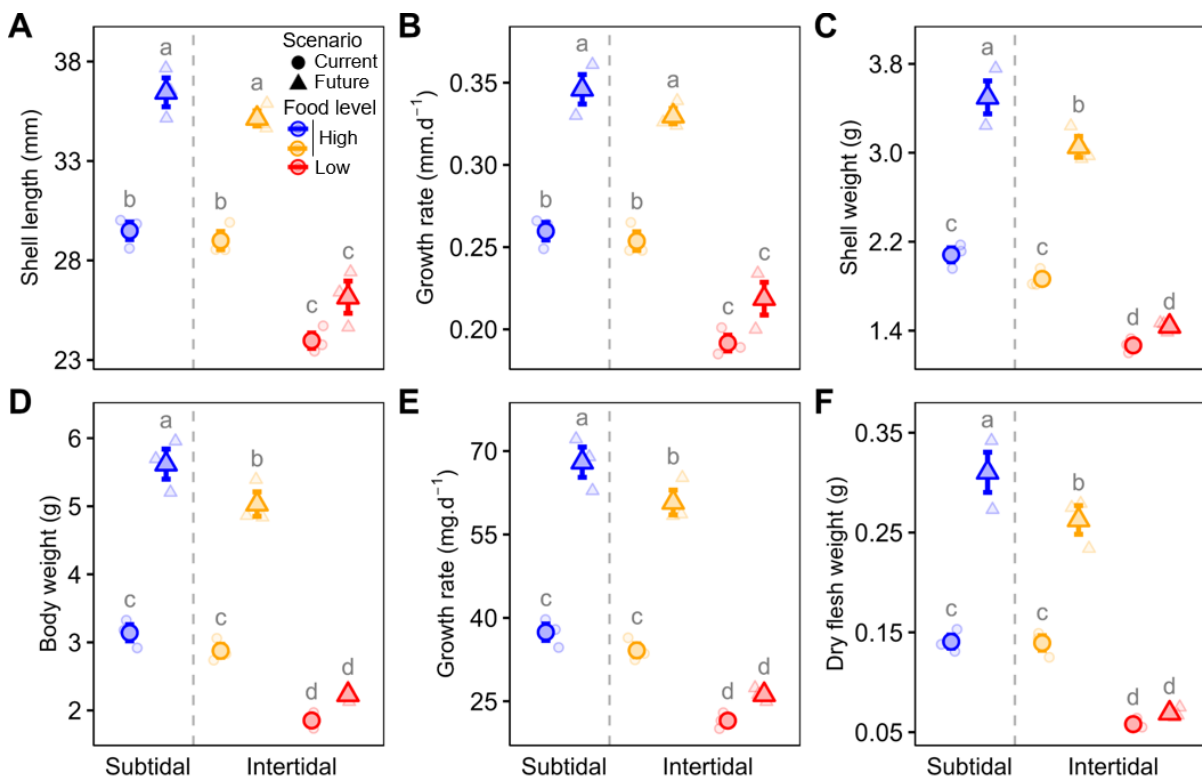 A
Shell length (mm)
38
33
28
23
a
b
a
b
c
c
Scenario
Current
Future
Food level
High
Low
B
Growth rate (mm.d⁻¹)
0.35
0.30
0.25
0.20
a
b
a
b
c
c
C
Shell weight (g)
3.8
3.0
2.2
1.4
a
c
b
c
d
d
D
Body weight (g)
6
5
4
3
2
a
c
b
c
d
d
Subtidal
Intertidal
E
Growth rate (mg.d⁻¹)
70
55
40
25
a
c
b
c
d
d
Subtidal
Intertidal
F
Dry flesh weight (g)
0.35
0.25
0.15
0.05
a
c
b
c
d
d
Subtidal
Intertidal